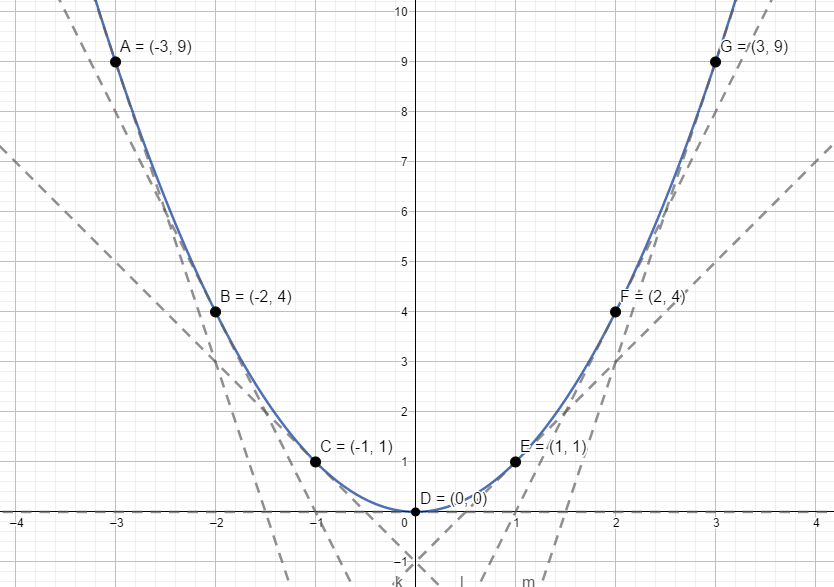 10
A = (-3, 9)
G = (3, 9)
9
8
7
6
5
B = (-2, 4)
F = (2, 4)
4
3
2
C = (-1, 1)
E = (1, 1)
1
D = (0, 0)
−4 −3 −2 −1 0 1 2 3 4
−1
k l m